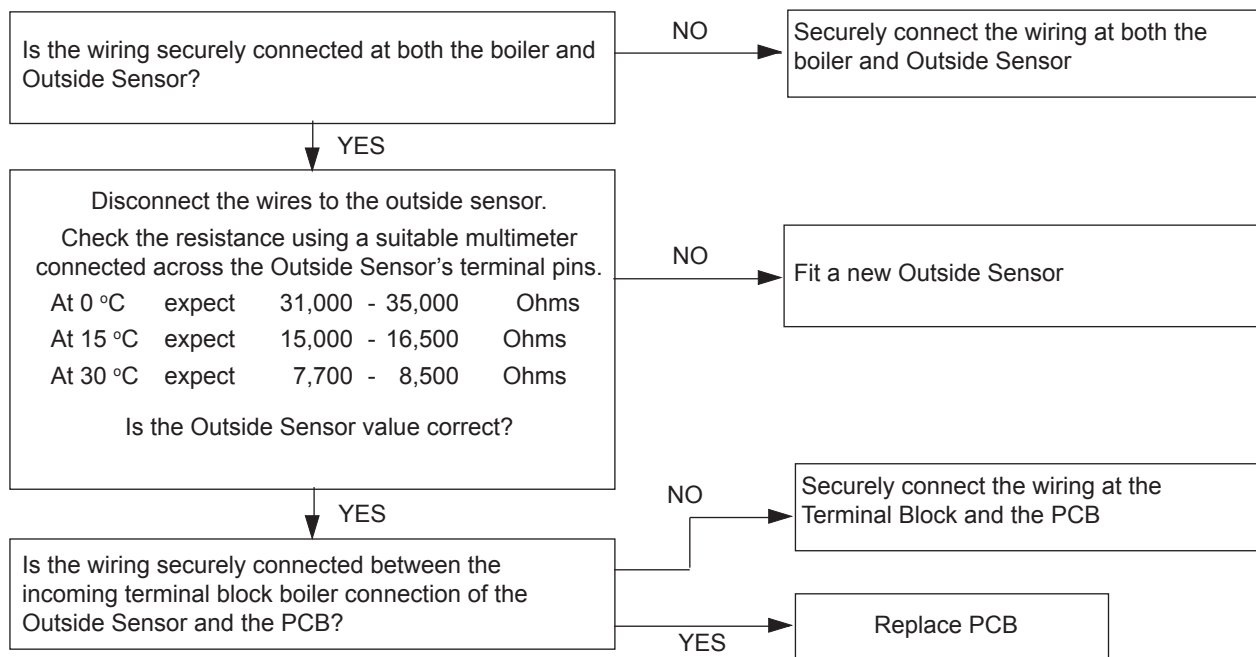 Is the wiring securely connected at both the boiler and
Outside Sensor?
NO
Securely connect the wiring at both the
boiler and Outside Sensor
YES
Disconnect the wires to the outside sensor.
Check the resistance using a suitable multimeter
connected across the Outside Sensor's terminal pins.
At 0 °C expect 31,000 - 35,000 Ohms
At 15 °C expect 15,000 - 16,500 Ohms
At 30 °C expect 7,700 - 8,500 Ohms
Is the Outside Sensor value correct?
NO
Fit a new Outside Sensor
YES
Is the wiring securely connected between the
incoming terminal block boiler connection of the
Outside Sensor and the PCB?
NO
Securely connect the wiring at the
Terminal Block and the PCB
YES
Replace PCB